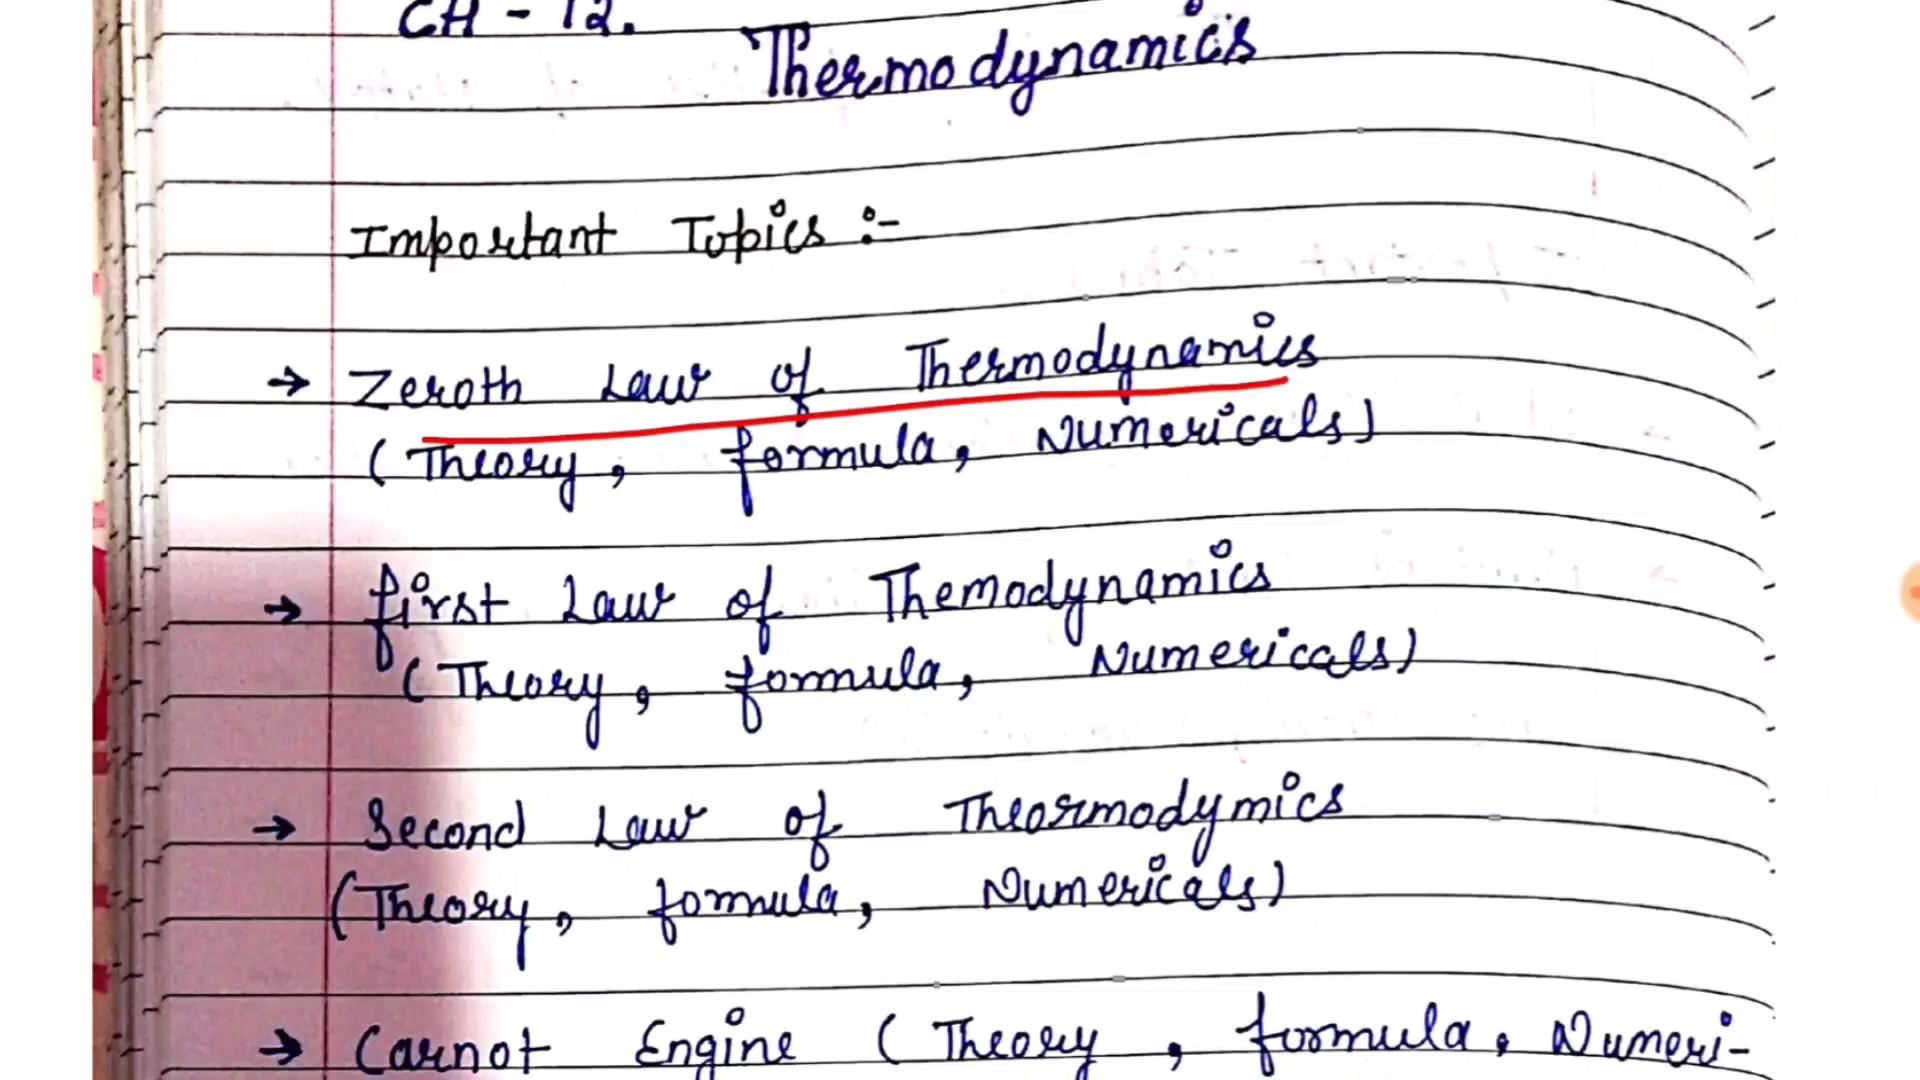 CH - 12.
Thermodynamics
Important Topics :-
→ Zeroth Law of Thermodynamics
(Theory, formula, Numericals)
→ first Law of Themodynamics
(Theory, formula, Numericals)
→ Second Law of Theormodymics
(Theory, formula, Numericals)
→ Carnot Engine (Theory, formula, Numeri-